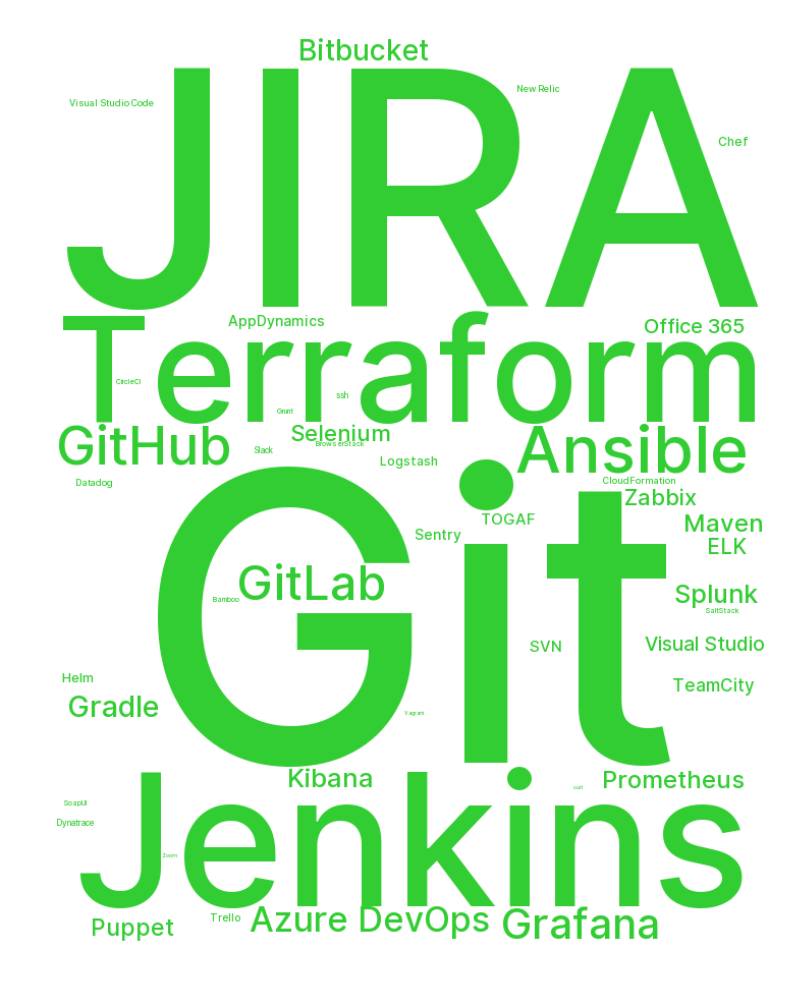 Bitbucket
New Relic
Visual Studio Code
Chef
JIRA
AppDynamics
Office 365
Terraform
CircleCI
ssh
Grunt
Selenium
BrowserStack
GitHub
Slack
Ansible
Logstash
Datadog
CloudFormation
Zabbix
TOGAF
Maven
Sentry
ELK
Git
GitLab
Bamboo
Splunk
SaltStack
SVN
Visual Studio
Helm
TeamCity
Gradle
Vagrant
Kibana
Prometheus
curl
SoapUI
Dynatrace
Jenkins
Zoom
Puppet
Trello
Azure DevOps
Grafana